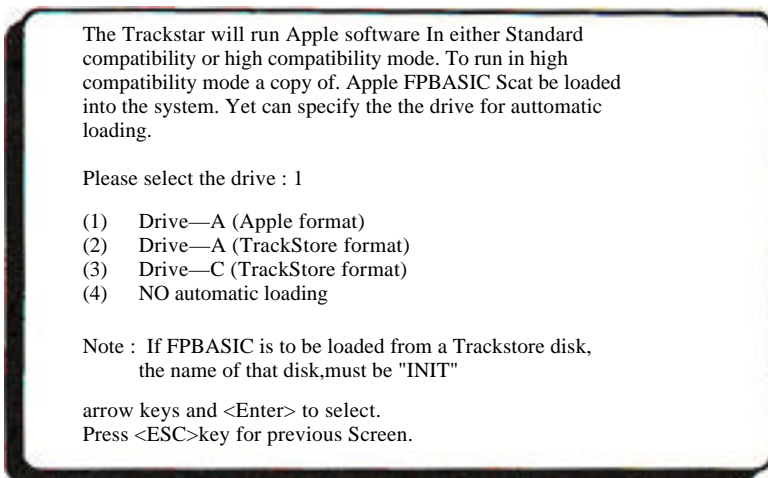 The Trackstar will run Apple software In either Standard
compatibility or high compatibility mode. To run in high
compatibility mode a copy of. Apple FPBASIC Scat be loaded
into the system. Yet can specify the the drive for auttomatic
loading.
Please select the drive : 1
(1) Drive—A (Apple format)
(2) Drive—A (TrackStore format)
(3) Drive—C (TrackStore format)
(4) NO automatic loading
Note : If FPBASIC is to be loaded from a Trackstore disk,
the name of that disk,must be "INIT"
arrow keys and <Enter> to select.
Press <ESC>key for previous Screen.